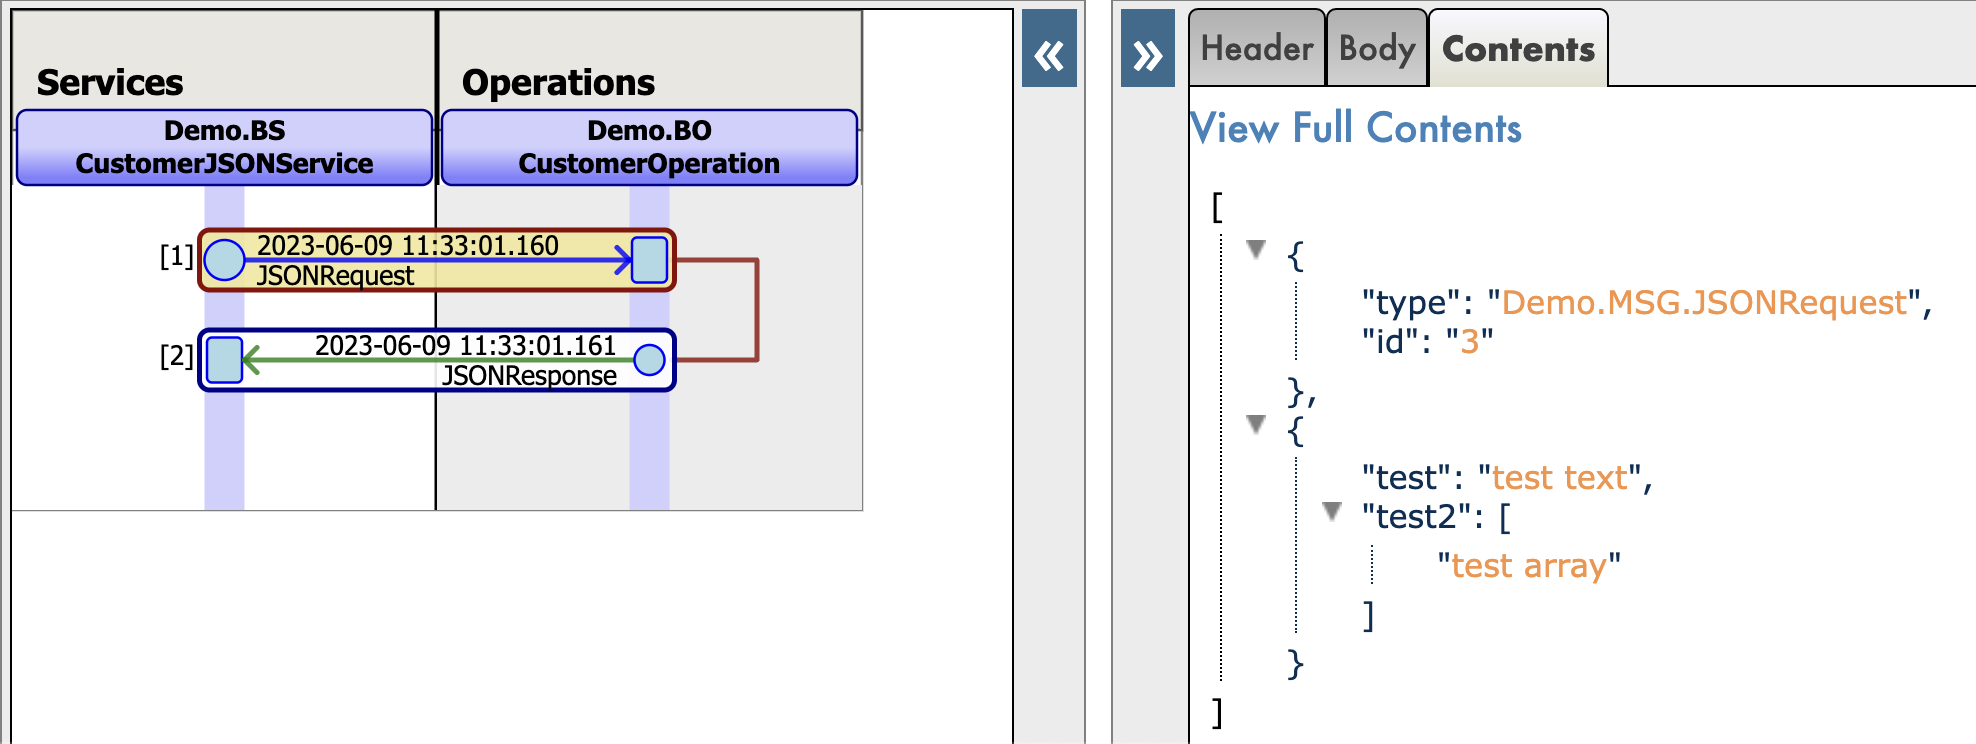 Services
Operations
Demo.BS
CustomerJSONService
Demo.BO
CustomerOperation
[1]
2023-06-09 11:33:01.160
JSONRequest
[2]
2023-06-09 11:33:01.161
JSONResponse
«
»
Header
Body
Contents
View Full Contents
[
{
"type": "Demo.MSG.JSONRequest",
"id": "3"
},
{
"test": "test text",
"test2": [
"test array"
]
}
]